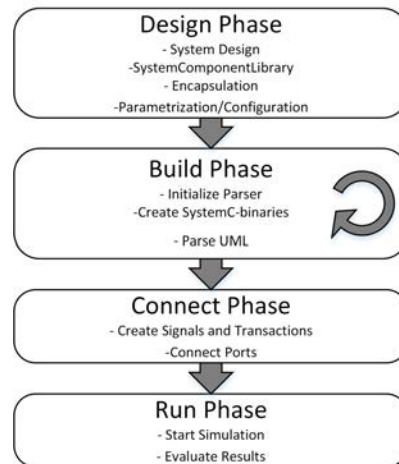 Design Phase
- System Design
-SystemComponentLibrary
- Encapsulation
-Parametrization/Configuration
Build Phase
- Initialize Parser
-Create SystemC-binaries
- Parse UML
Connect Phase
- Create Signals and Transactions
-Connect Ports
Run Phase
- Start Simulation
- Evaluate Results